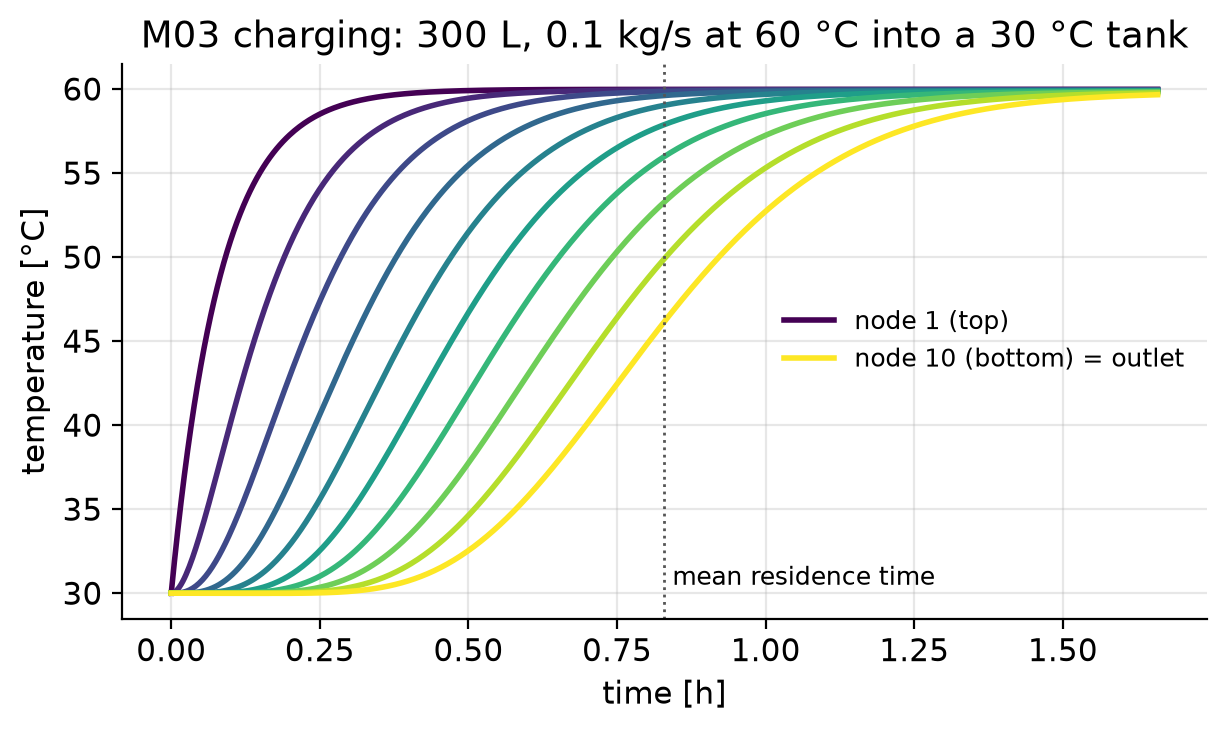 M03 charging: 300 L, 0.1 kg/s at 60 °C into a 30 °C tank
temperature [°C]
60
55
50
45
40
35
30
node 1 (top)
node 10 (bottom) = outlet
mean residence time
0.00 0.25 0.50 0.75 1.00 1.25 1.50
time [h]